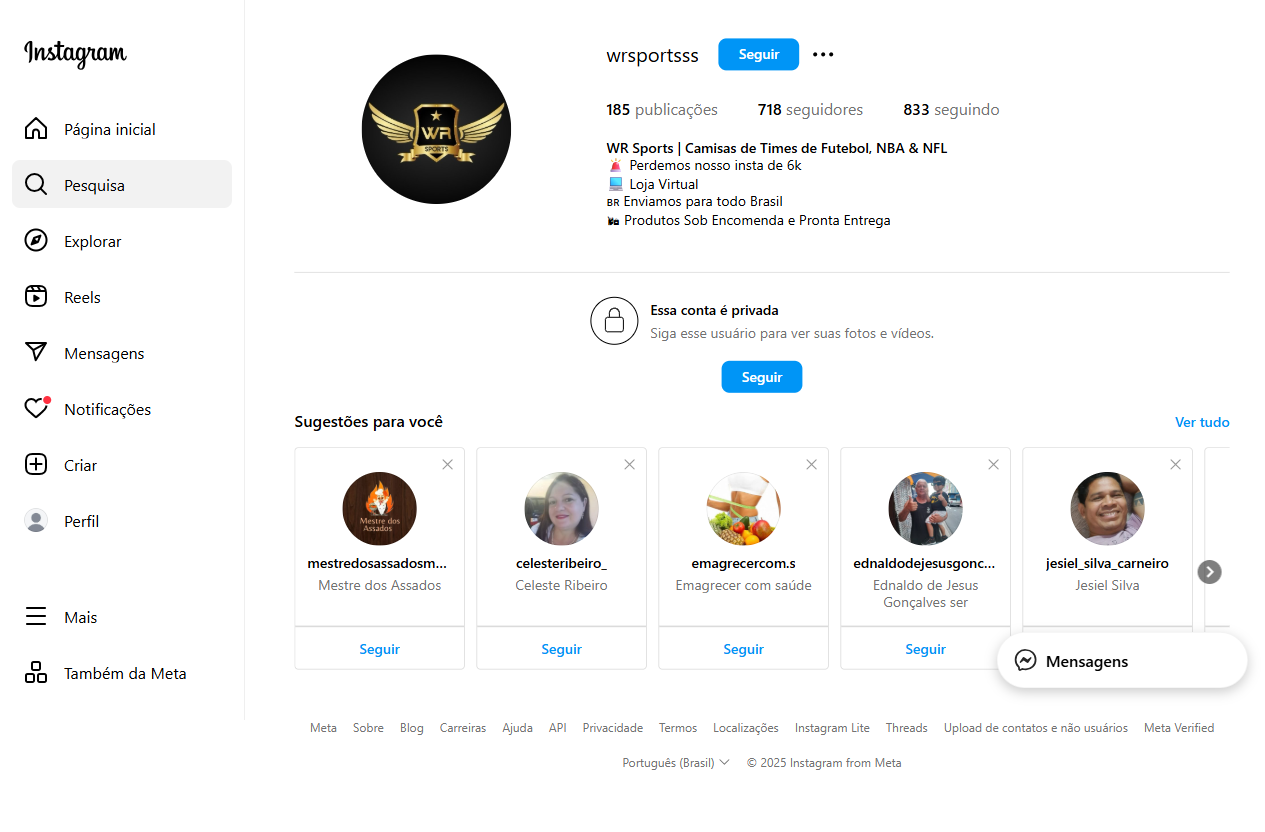 Instagram
Página inicial
Pesquisa
Explorar
Reels
Mensagens
Notificações
Criar
Perfil
Mais
Também da Meta
wrsportsss Seguir
185 publicações 718 seguidores 833 seguindo
WR Sports | Camisas de Times de Futebol, NBA & NFL
🚨 Perdemos nosso insta de 6k
💻 Loja Virtual
BR Enviamos para todo Brasil
Produtos Sob Encomenda e Pronta Entrega
WR
SPORTS
Essa conta é privada
Siga esse usuário para ver suas fotos e vídeos.
Seguir
Sugestões para você Ver tudo
Mestre dos
Assados
mestredosassadosm...
Mestre dos Assados
Seguir
celesteribeiro_
Celeste Ribeiro
Seguir
emagrecercom.s
Emagrecer com saúde
Seguir
ednaldodejesusgonc...
Ednaldo de Jesus
Gonçalves ser
Seguir
jesiel_silva_carneiro
Jesiel Silva
Mensagens
Meta Sobre Blog Carreiras Ajuda API Privacidade Termos Localizações Instagram Lite Threads Upload de contatos e não usuários Meta Verified
Português (Brasil) © 2025 Instagram from Meta